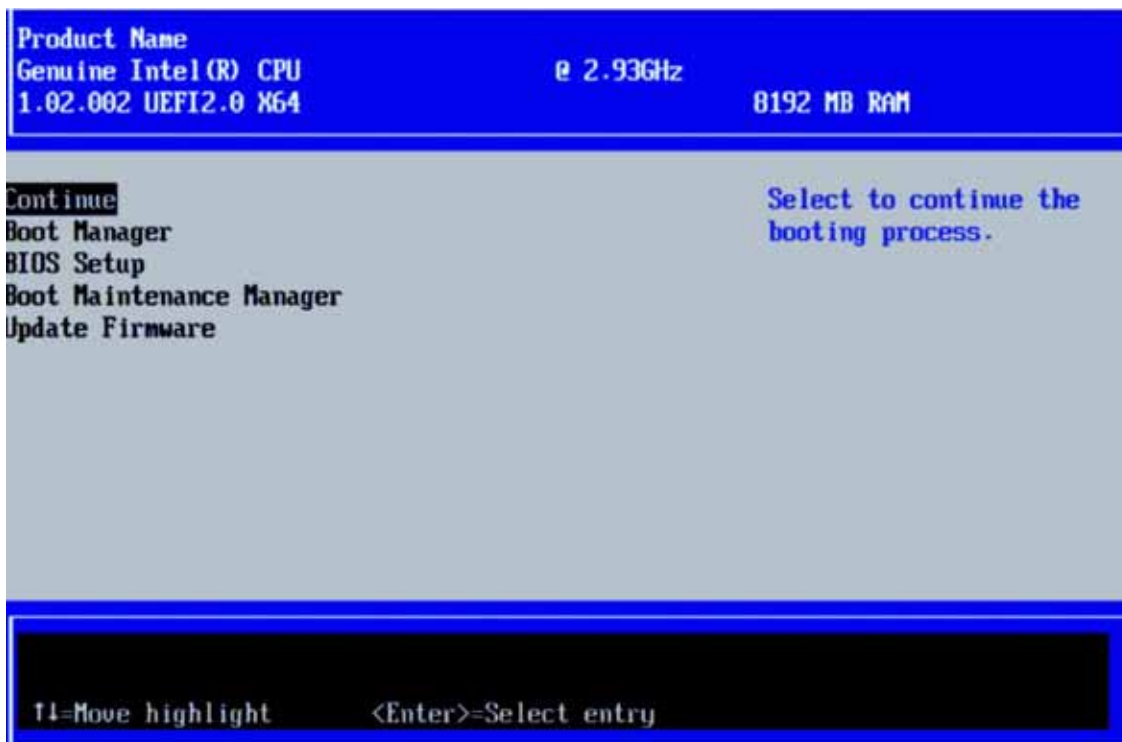 Product Name
Genuine Intel(R) CPU @ 2.93GHz
1.02.002 UEFI2.0 X64 8192 MB RAM
Continue
Boot Manager
BIOS Setup
Boot Maintenance Manager
Update Firmware
Select to continue the
booting process.
↑↓=Move highlight <Enter>=Select entry